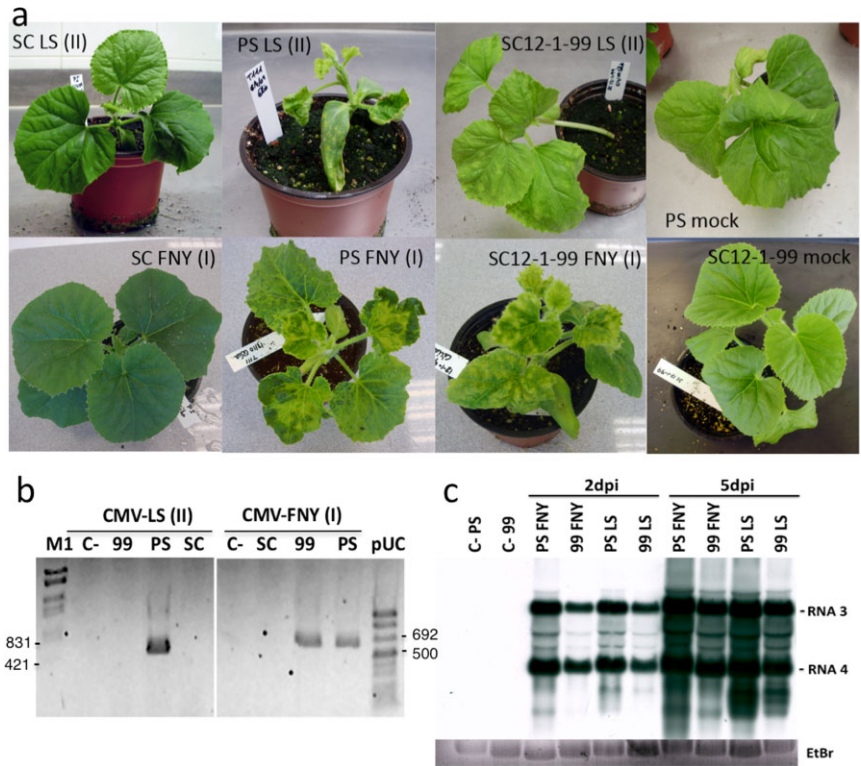 a
SC LS (II)
PS LS (II)
SC12-1-99 LS (II)
PS mock
SC FNY (I)
PS FNY (I)
SC12-1-99 FNY (I)
SC12-1-99 mock
b
CMV-LS (II)
CMV-FNY (I)
M1 C- 99 PS SC
C- SC 99 PS pUC
831
421
692
500
c
2dpi
5dpi
C- PS
C- 99
PS FNY
99 FNY
PS LS
99 LS
PS FNY
99 FNY
PS LS
99 LS
- RNA 3
- RNA 4
EtBr